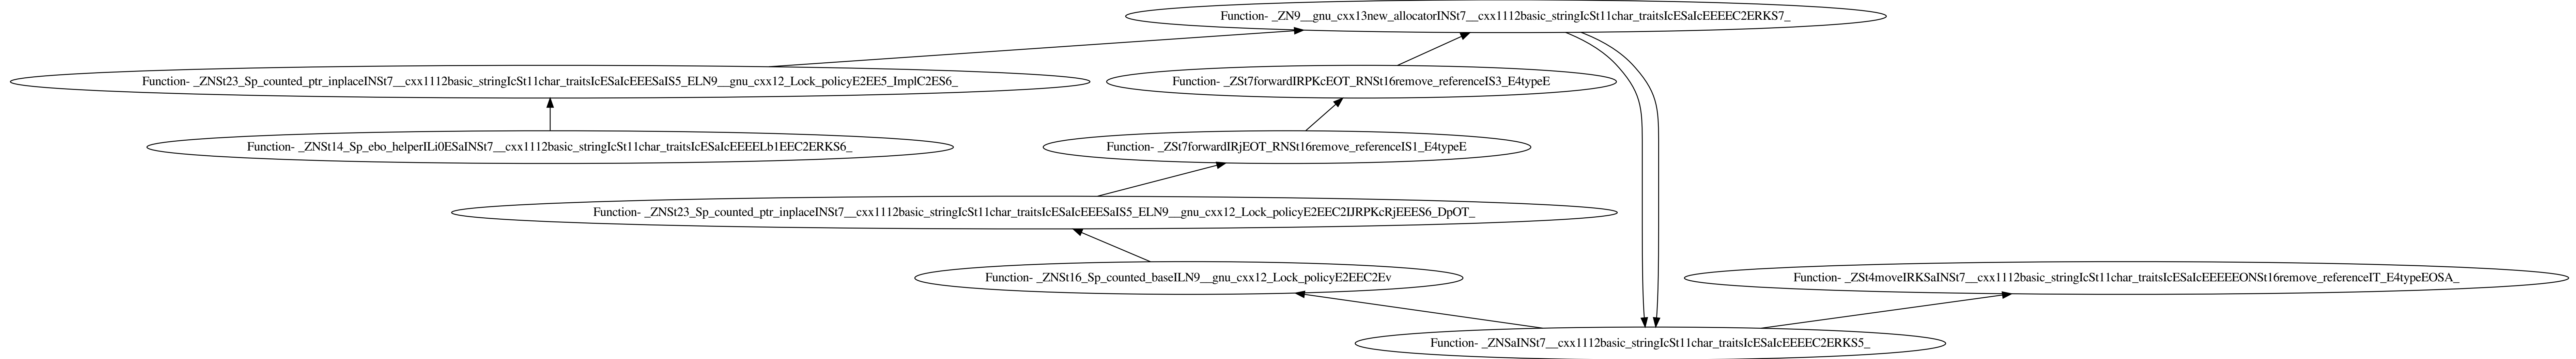 Function- _ZN9__gnu_cxx13new_allocatorINSt7__cxx1112basic_stringIcSt11char_traitsIcESaIcEEEEC2ERKS7_
Function- _ZNSt23_Sp_counted_ptr_inplaceINSt7__cxx1112basic_stringIcSt11char_traitsIcESaIcEEESaIS5_ELN9__gnu_cxx12_Lock_policyE2EE5_ImplC2ES6_
Function- _ZSt7forwardIRPKcEOT_RNSt16remove_referenceIS3_E4typeE
Function- _ZNSt14_Sp_ebo_helperILi0ESaINSt7__cxx1112basic_stringIcSt11char_traitsIcESaIcEEEELb1EEC2ERKS6_
Function- _ZSt7forwardIRjEOT_RNSt16remove_referenceIS1_E4typeE
Function- _ZNSt23_Sp_counted_ptr_inplaceINSt7__cxx1112basic_stringIcSt11char_traitsIcESaIcEEESaIS5_ELN9__gnu_cxx12_Lock_policyE2EEC2IJRPKcRjEEES6_DpOT_
Function- _ZNSt16_Sp_counted_baseILN9__gnu_cxx12_Lock_policyE2EEC2Ev
Function- _ZSt4moveIRKSaINSt7__cxx1112basic_stringIcSt11char_traitsIcESaIcEEEEEONSt16remove_referenceIT_E4typeEOSA_
Function- _ZNSaINSt7__cxx1112basic_stringIcSt11char_traitsIcESaIcEEEEC2ERKS5_